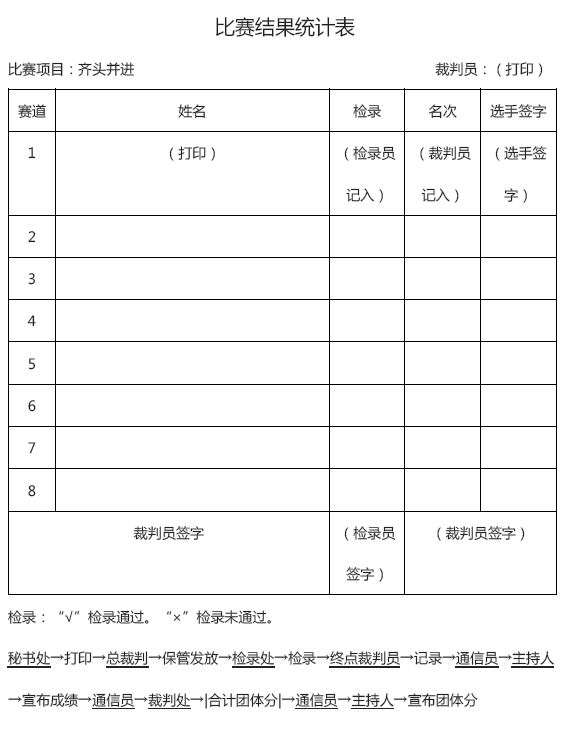 比赛结果统计表
比赛项目：齐头并进 裁判员：（打印）
赛道 姓名 检录 名次 选手签字
1 （打印） （检录员 （裁判员 （选手签
记入） 记入） 字）
2
3
4
5
6
7
8
裁判员签字 （检录员 （裁判员签字）
签字）
检录：“√”检录通过。“×”检录未通过。
秘书处→打印→总裁判→保管发放→检录处→检录→终点裁判员→记录→通信员→主持人
→宣布成绩→通信员→裁判处→|合计团体分|→通信员→主持人→宣布团体分